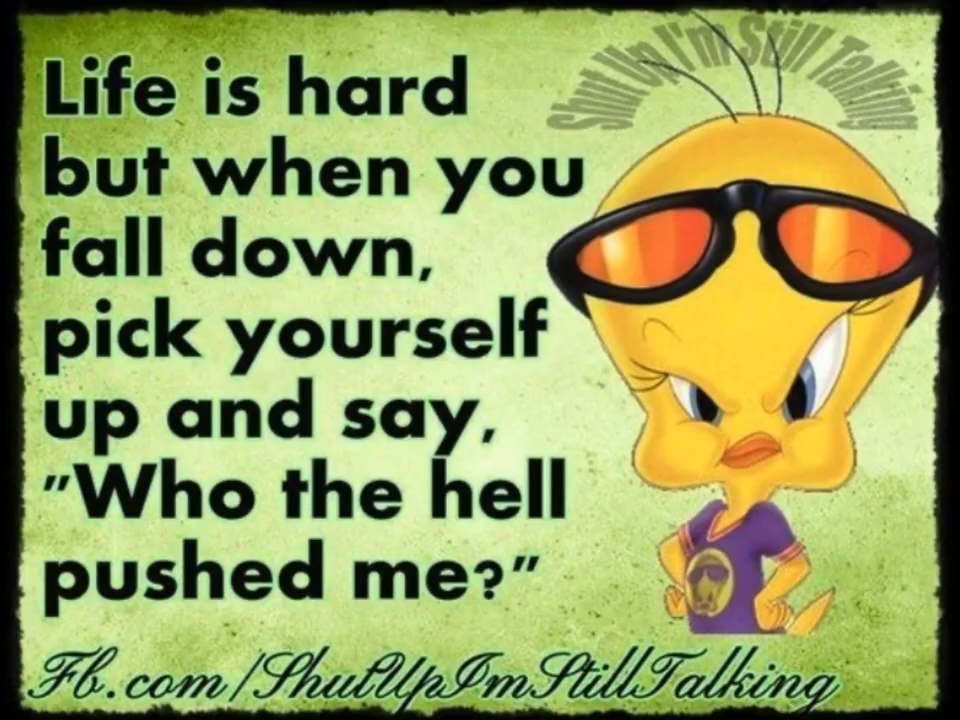 Shut Up I'm Still Talking
Life is hard
but when you
fall down,
pick yourself
up and say,
"Who the hell
pushed me?"
Fb.com/ShutUpImStillTalking